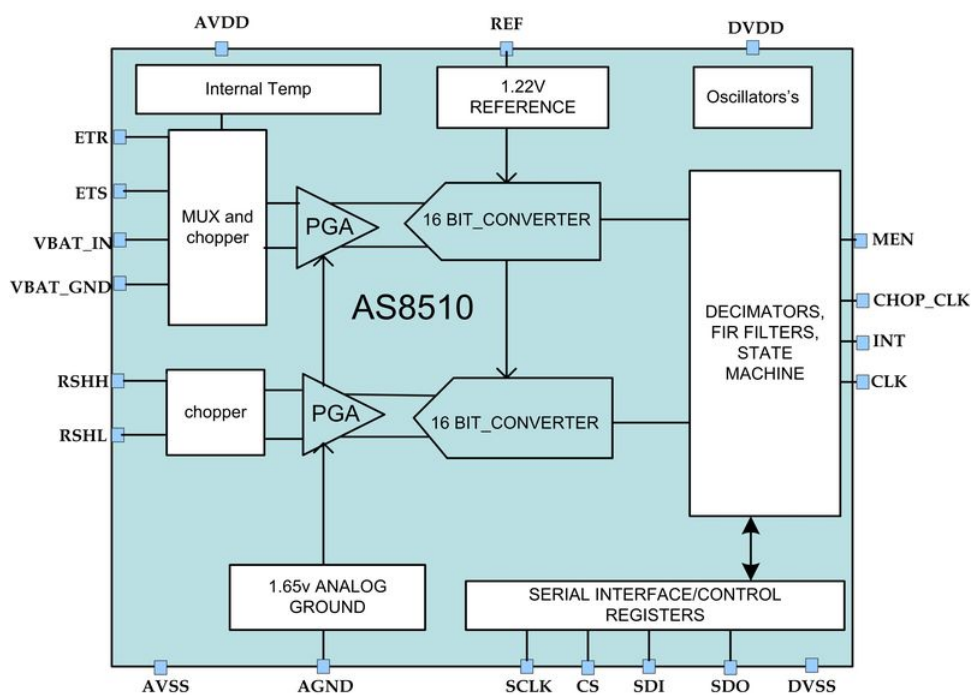 AVDD
REF
DVDD
Internal Temp
1.22V
REFERENCE
Oscillators's
ETR
ETS
VBAT_IN
VBAT_GND
MUX and
chopper
PGA
16 BIT_CONVERTER
AS8510
DECIMATORS,
FIR FILTERS,
STATE
MACHINE
MEN
CHOP_CLK
INT
CLK
RSHH
RSHL
chopper
PGA
16 BIT_CONVERTER
1.65v ANALOG
GROUND
SERIAL INTERFACE/CONTROL
REGISTERS
AVSS
AGND
SCLK
CS
SDI
SDO
DVSS